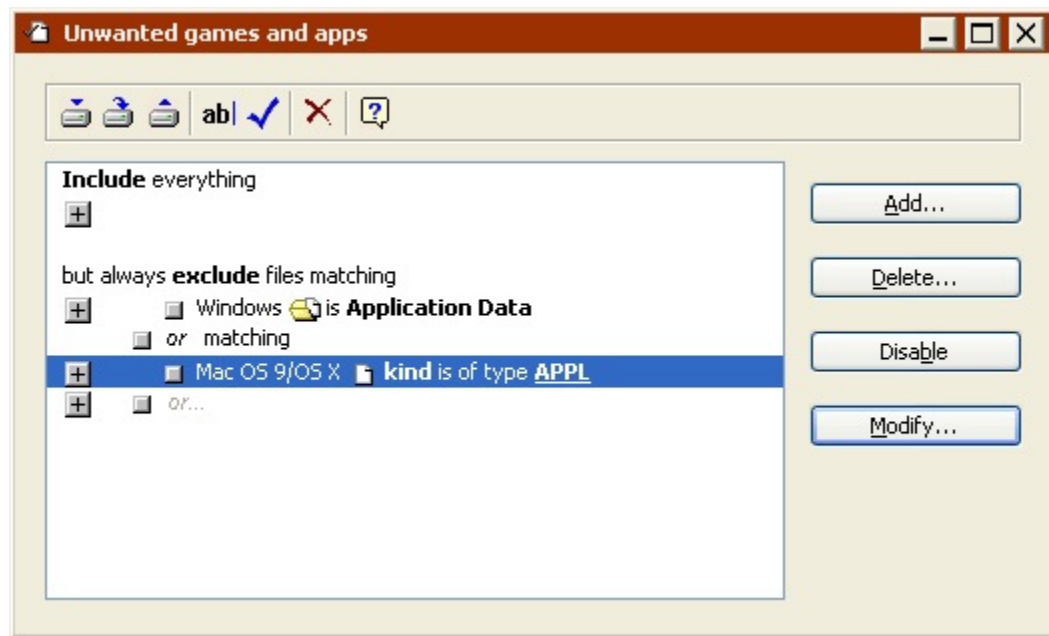 Unwanted games and apps
ab|
Include everything
but always exclude files matching
Windows is Application Data
or matching
Mac OS 9/OS X kind is of type APPL
or...
Add...
Delete...
Disable
Modify...